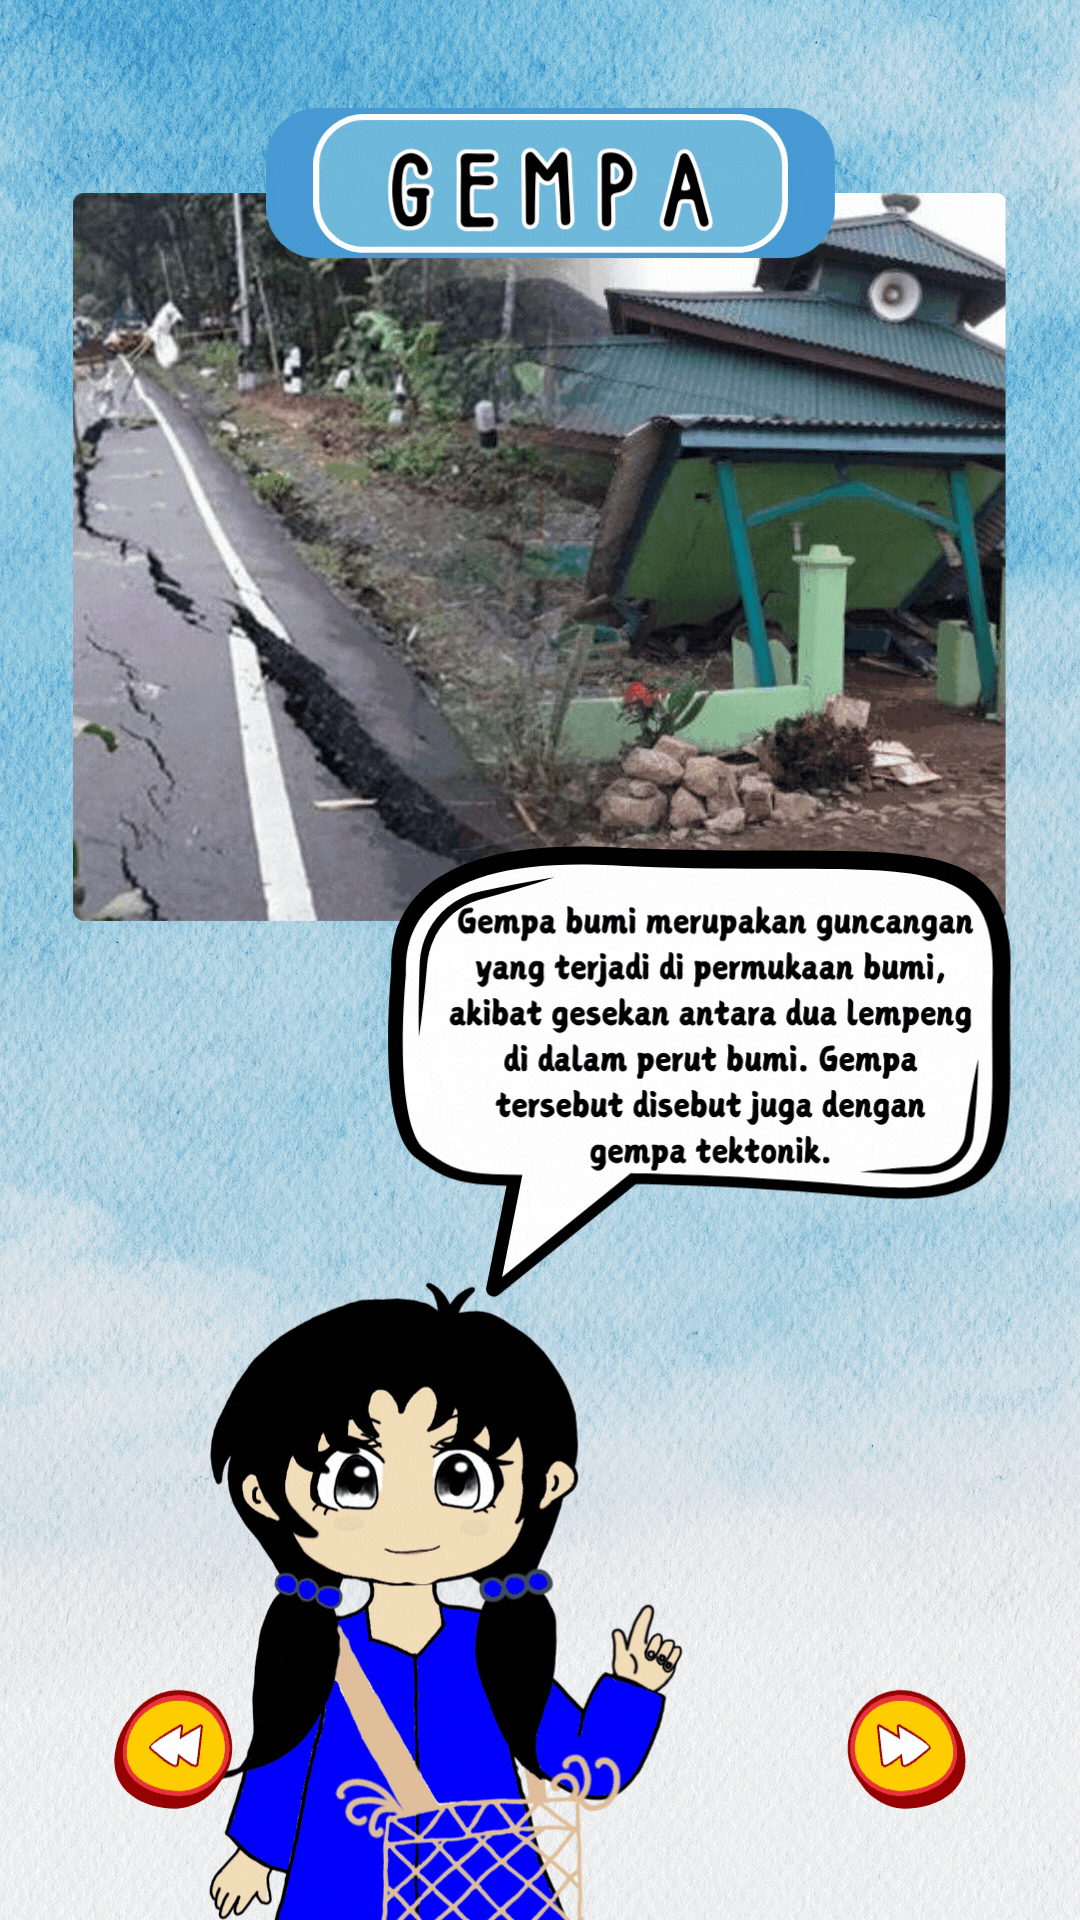 GEMPA
Gempa bumi merupakan guncangan
yang terjadi di permukaan bumi,
akibat gesekan antara dua lempeng
di dalam perut bumi. Gempa
tersebut disebut juga dengan
gempa tektonik.